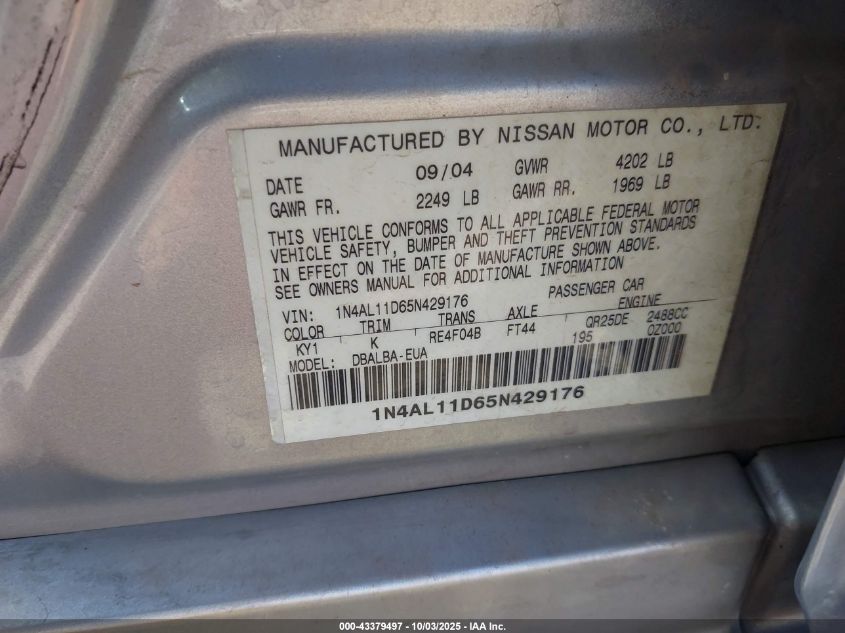 MANUFACTURED BY NISSAN MOTOR CO., LTD.
DATE 09/04 GVWR 4202 LB
GAWR FR. 2249 LB GAWR RR. 1969 LB
THIS VEHICLE CONFORMS TO ALL APPLICABLE FEDERAL MOTOR
VEHICLE SAFETY, BUMPER AND THEFT PREVENTION STANDARDS
IN EFFECT ON THE DATE OF MANUFACTURE SHOWN ABOVE.
SEE OWNERS MANUAL FOR ADDITIONAL INFORMATION
VIN: 1N4AL11D65N429176 PASSENGER CAR
COLOR TRIM TRANS AXLE ENGINE
KY1 K RE4F04B FT44 QR25DE 2488CC
MODEL: DBALBA-EUA 195 0Z000
1N4AL11D65N429176
000-43379497 - 10/03/2025 - IAA Inc.